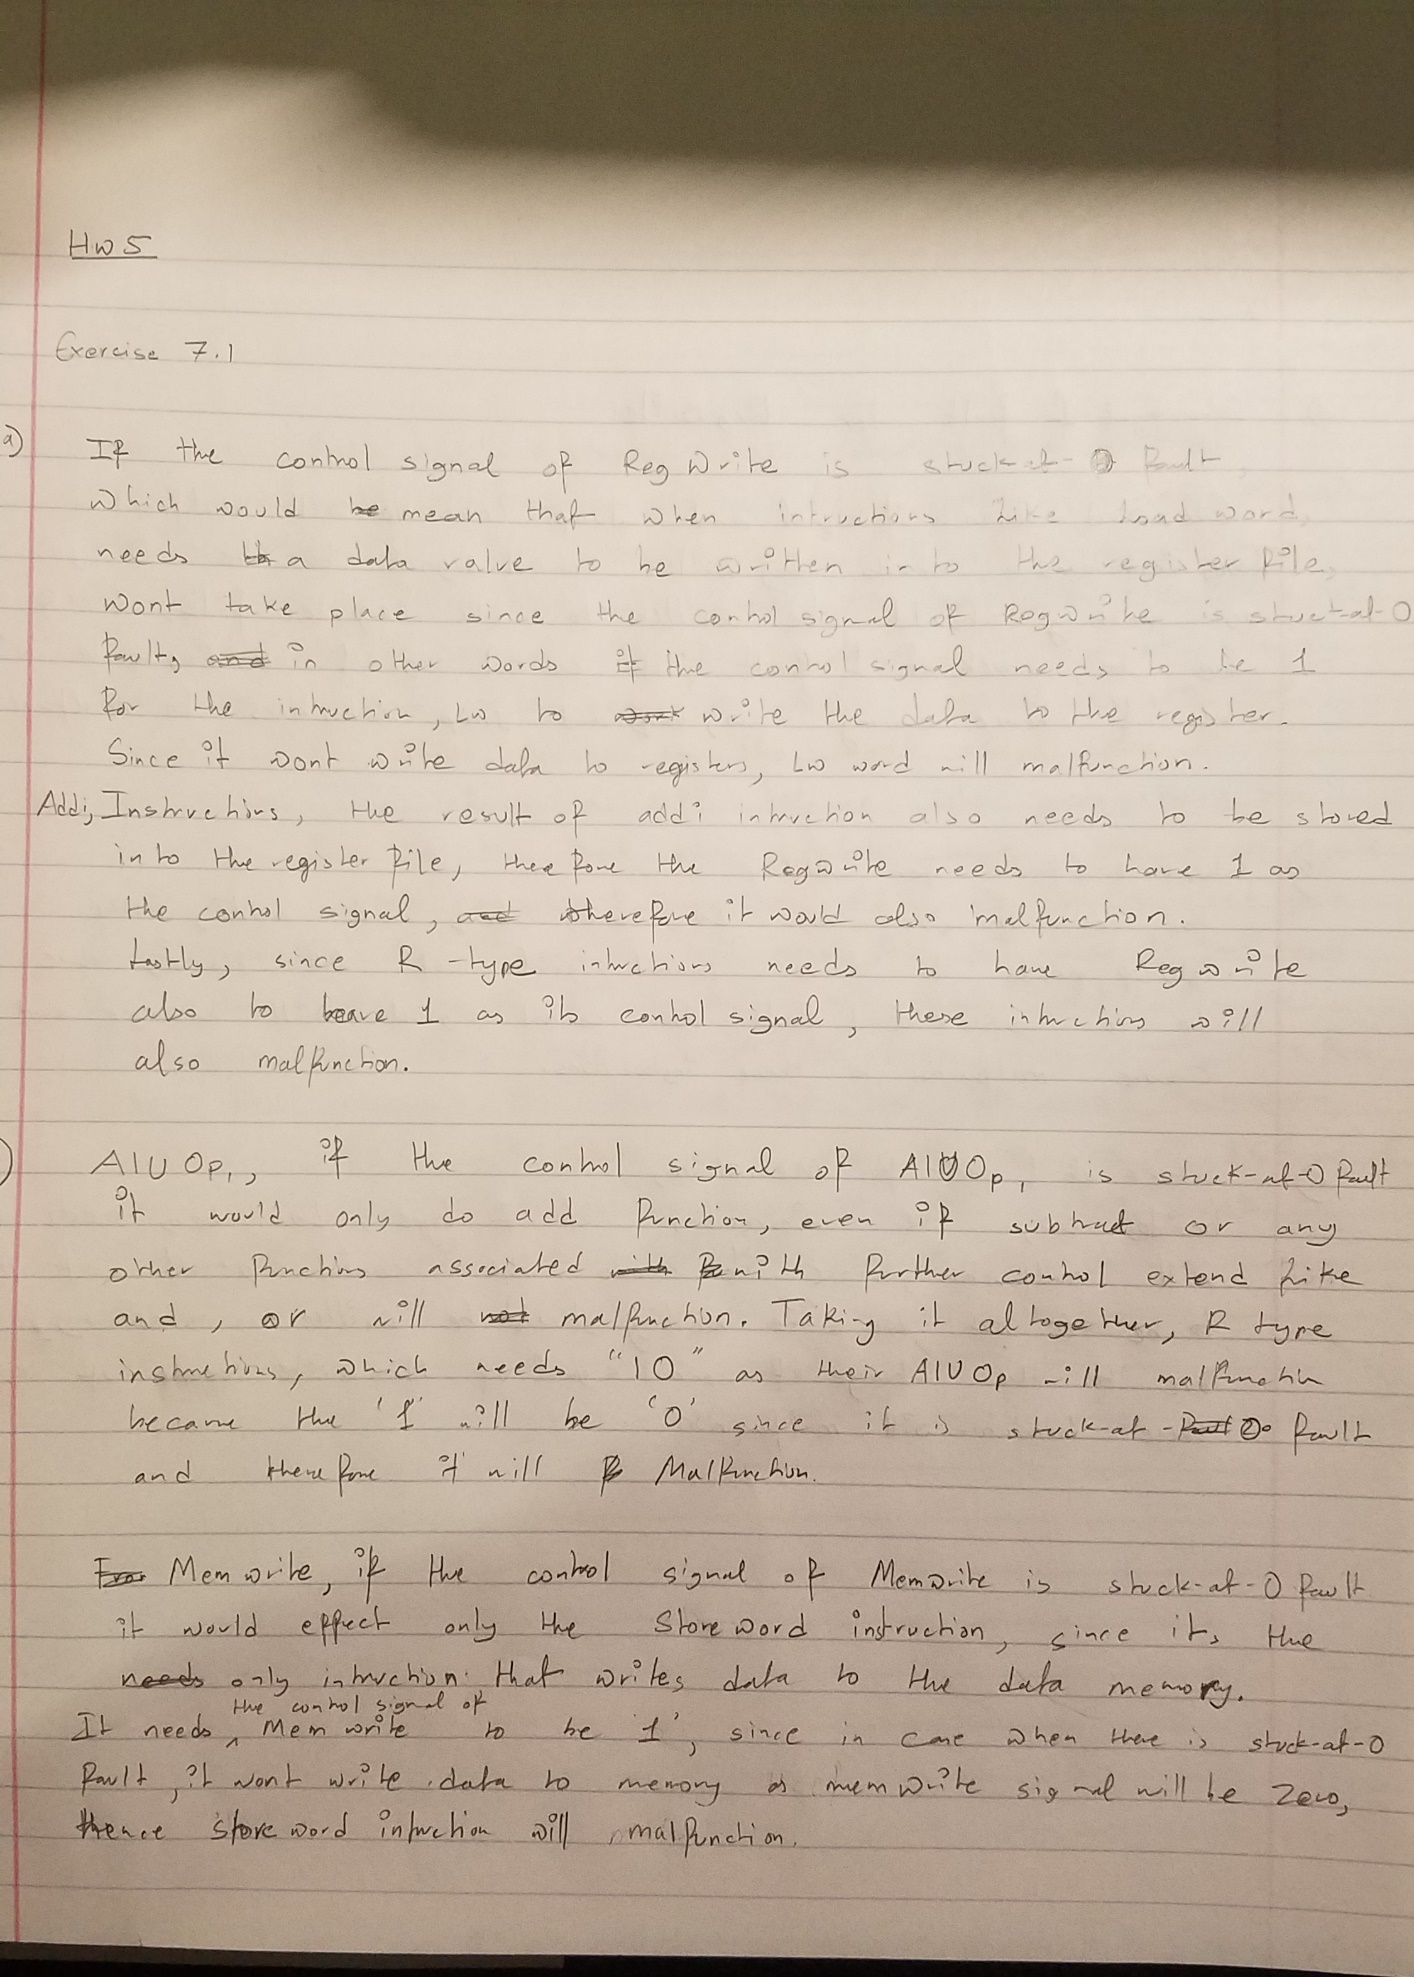 Hw 5
Exercise 7.1
a) If the control signal of Reg Write is stuck-at-0 fault,
which would mean that when intructions like load word,
needs a data value to be written into the register file,
wont take place since the control signal of Regwrite is stuct-at-0
fault, in other words the control signal needs to be 1
for the intruction, Lw to write the data to the register.
Since it wont write data to registers, Lw word will malfunction.
Addi, Instructions, the result of addi intruction also needs to be stored
into the register file, therefore the Regwrite needs to have 1 as
the control signal, therefore it would also malfunction.
Lastly, since R-type intructions needs to have Regwrite
also to have 1 as its control signal, these intructions will
also malfunction.
) AlU Op1, if the control signal of AlUOp1 is stuck-at-0 fault
it would only do add function, even if subtract or any
other functions associated with further control extend like
and, or will malfunction. Taking it altogether, R type
instructions, which needs "10" as their AlU Op will malfunction
because the '1' will be '0' since it is stuck-at-0 fault
and therefore it will Malfunction.
Memwrite, if the control signal of Memwrite is stuck-at-0 fault.
it would effect only the Store word instruction, since its the
only intruction that writes data to the data memory.
the control signal of
It needs Mem write to be '1', since in case when there is stuck-at-0
fault, it wont write data to memory as memwrite signal will be zero,
hence store word intruction will malfunction.